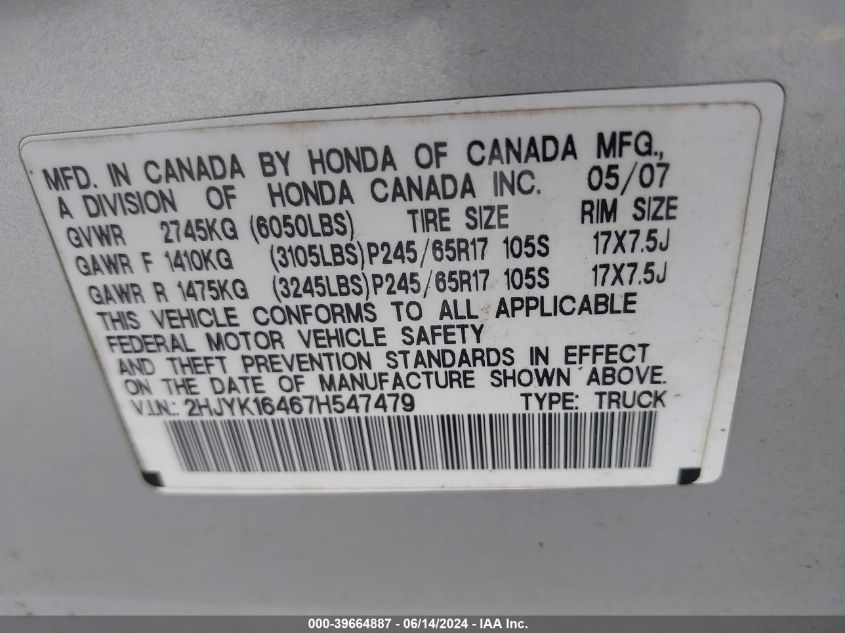 MFD. IN CANADA BY HONDA OF CANADA MFG.,
A DIVISION OF HONDA CANADA INC. 05/07
GVWR 2745KG (6050LBS) TIRE SIZE RIM SIZE
GAWR F 1410KG (3105LBS) P245/65R17 105S 17X7.5J
GAWR R 1475KG (3245LBS) P245/65R17 105S 17X7.5J
THIS VEHICLE CONFORMS TO ALL APPLICABLE
FEDERAL MOTOR VEHICLE SAFETY
AND THEFT PREVENTION STANDARDS IN EFFECT
ON THE DATE OF MANUFACTURE SHOWN ABOVE.
V.I.N.: 2HJYK16467H547479 TYPE: TRUCK
000-39664887 - 06/14/2024 - IAA Inc.